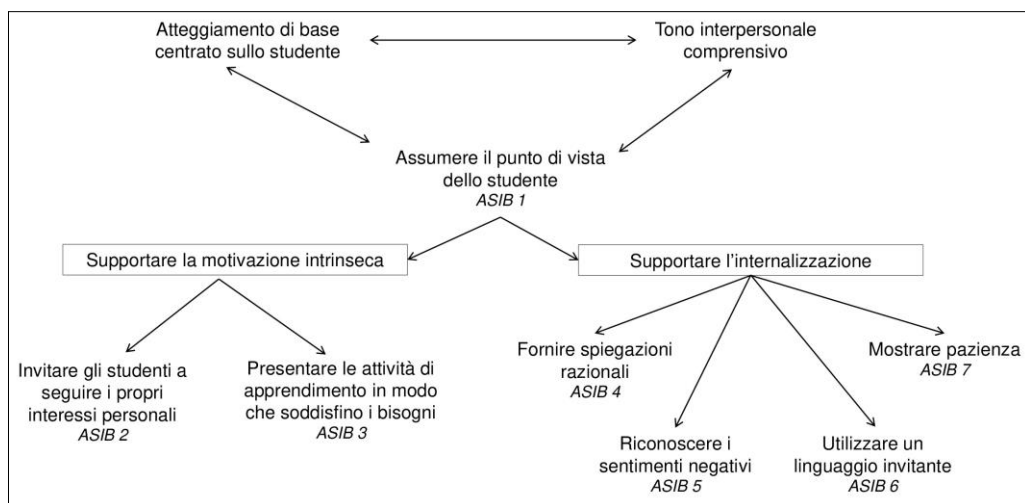 Atteggiamento di base
centrato sullo studente
Tono interpersonale
comprensivo
Assumere il punto di vista
dello studente
ASIB 1
Supportare la motivazione intrinseca
Supportare l'internalizzazione
Invitare gli studenti a
seguire i propri
interessi personali
ASIB 2
Presentare le attività di
apprendimento in modo
che soddisfino i bisogni
ASIB 3
Fornire spiegazioni
razionali
ASIB 4
Riconoscere i
sentimenti negativi
ASIB 5
Utilizzare un
linguaggio invitante
ASIB 6
Mostrare pazienza
ASIB 7